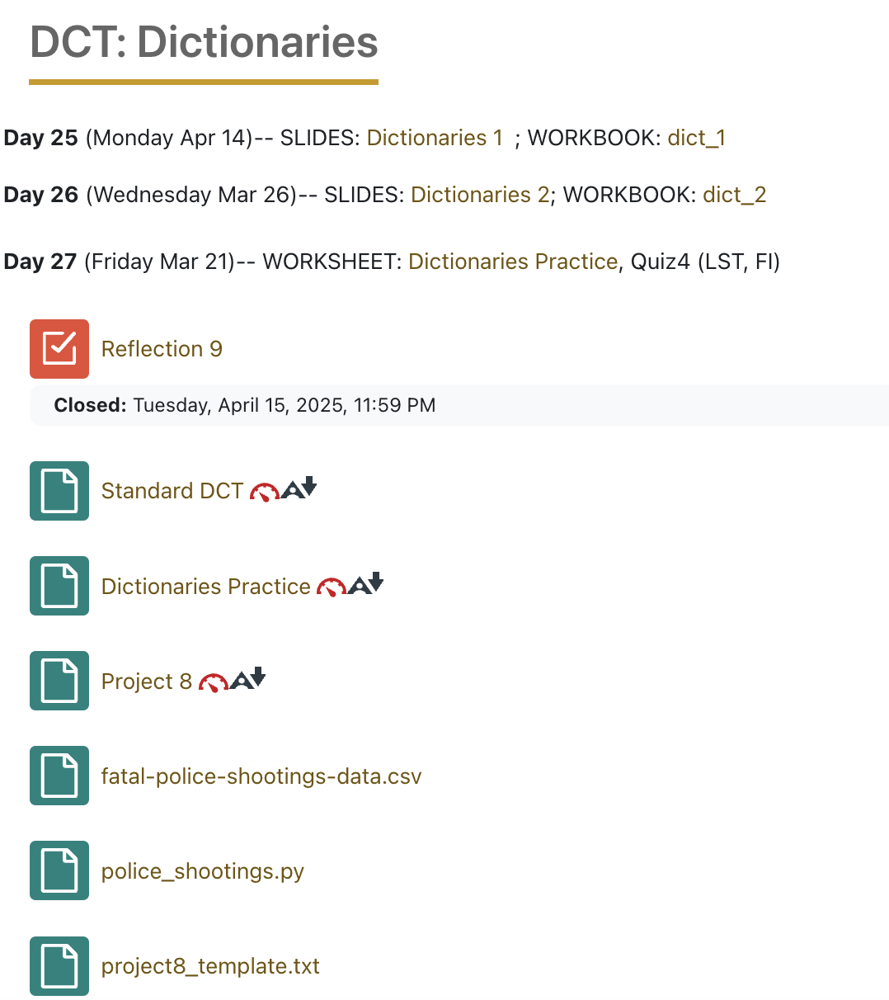 DCT: Dictionaries
Day 25 (Monday Apr 14)-- SLIDES: Dictionaries 1 ; WORKBOOK: dict_1
Day 26 (Wednesday Mar 26)-- SLIDES: Dictionaries 2; WORKBOOK: dict_2
Day 27 (Friday Mar 21)-- WORKSHEET: Dictionaries Practice, Quiz4 (LST, FI)
Reflection 9
Closed: Tuesday, April 15, 2025, 11:59 PM
Standard DCT
Dictionaries Practice
Project 8
fatal-police-shootings-data.csv
police_shootings.py
project8_template.txt